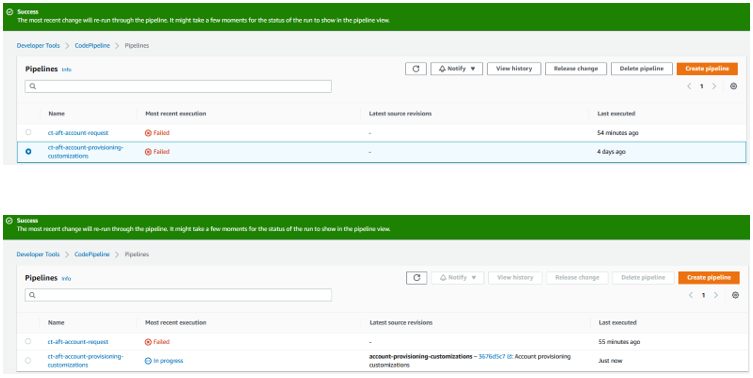 Success
The most recent change will re-run through the pipeline. It might take a few moments for the status of the run to show in the pipeline view.
Developer Tools > CodePipeline > Pipelines
Pipelines Info
Notify ▼ View history Release change Delete pipeline Create pipeline
< 1 >
Name Most recent execution Latest source revisions Last executed
ct-aft-account-request Failed - 54 minutes ago
ct-aft-account-provisioning-
customizations Failed - 4 days ago
Success
The most recent change will re-run through the pipeline. It might take a few moments for the status of the run to show in the pipeline view.
Developer Tools > CodePipeline > Pipelines
Pipelines Info
Notify ▼ View history Release change Delete pipeline Create pipeline
< 1 >
Name Most recent execution Latest source revisions Last executed
ct-aft-account-request Failed - 55 minutes ago
ct-aft-account-provisioning- In progress account-provisioning-customizations – 3676d5c7: Account provisioning Just now
customizations customizations